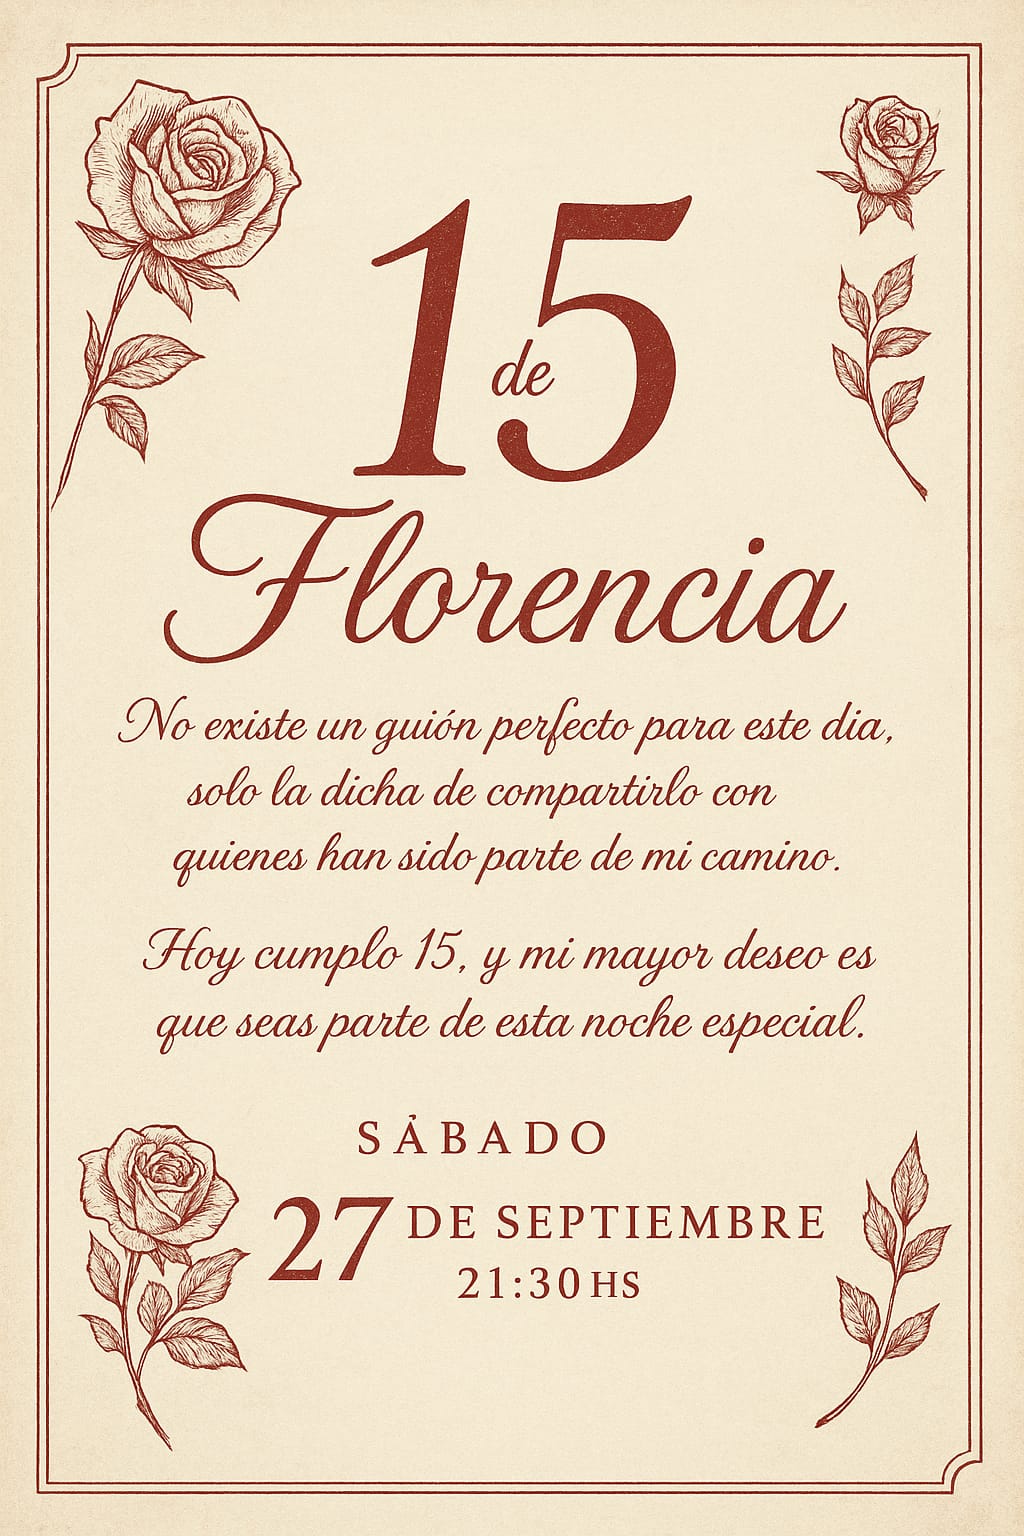 15
de
Florencia
No existe un guión perfecto para este dia,
solo la dicha de compartirlo con
quienes han sido parte de mi camino.
Hoy cumplo 15, y mi mayor deseo es
que seas parte de esta noche especial.
SÁBADO
27 DE SEPTIEMBRE
21:30 HS